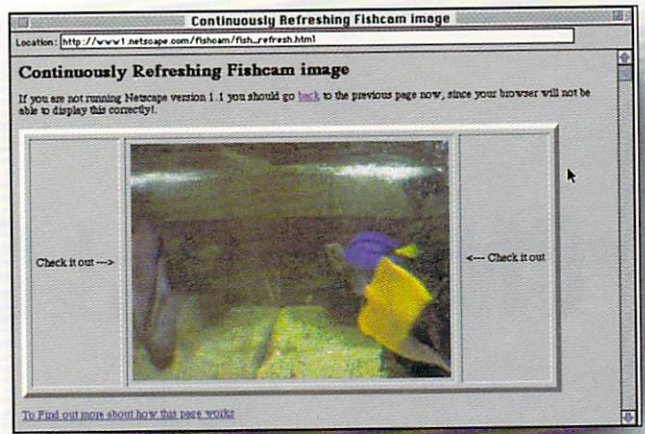 Continuously Refreshing Fishcam image
Location: http://www1.netscape.com/fishcam/fish_refresh.html
Continuously Refreshing Fishcam image
If you are not running Netscape version 1.1 you should go back to the previous page now, since your browser will not be
able to display this correctly!.
Check it out --->
<--- Check it out
To Find out more about how this page works